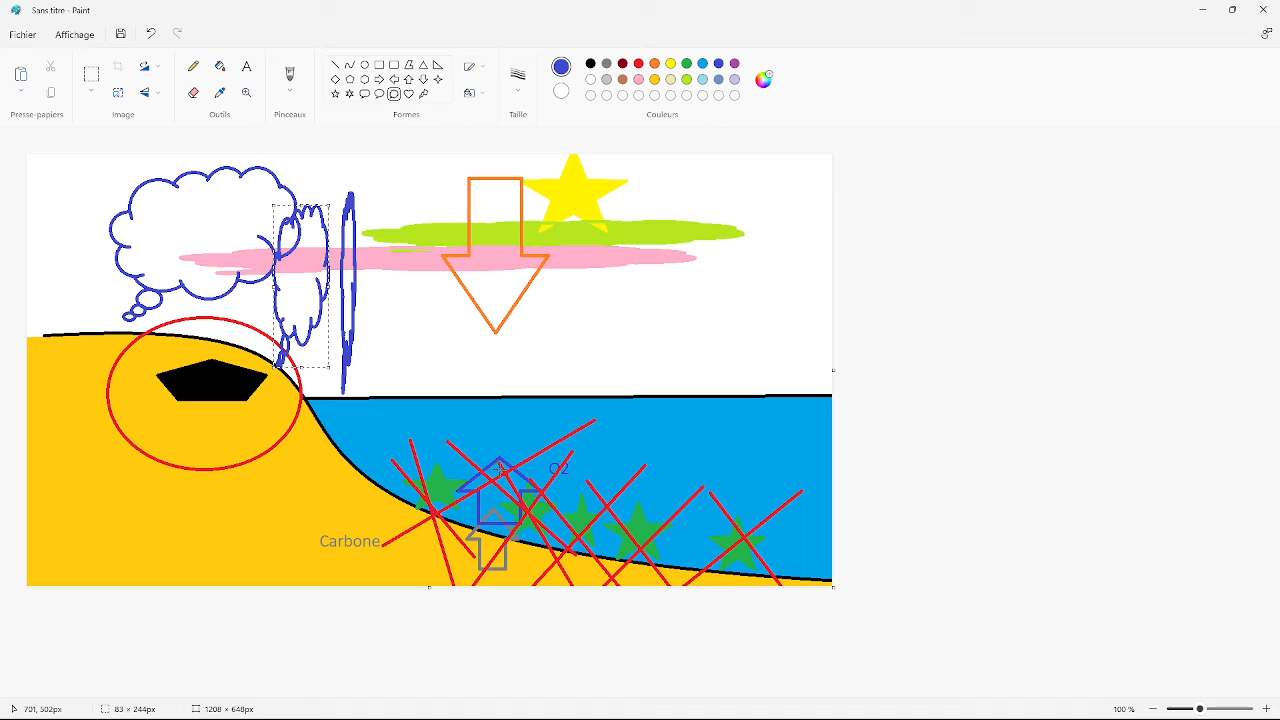 Sans titre - Paint
Fichier
Affichage
A
Presse-papiers
Image
Outils
Pinceaux
Formes
Taille
Couleurs
O2
Carbone
701, 502px
83 × 244px
1208 × 648px
100 %